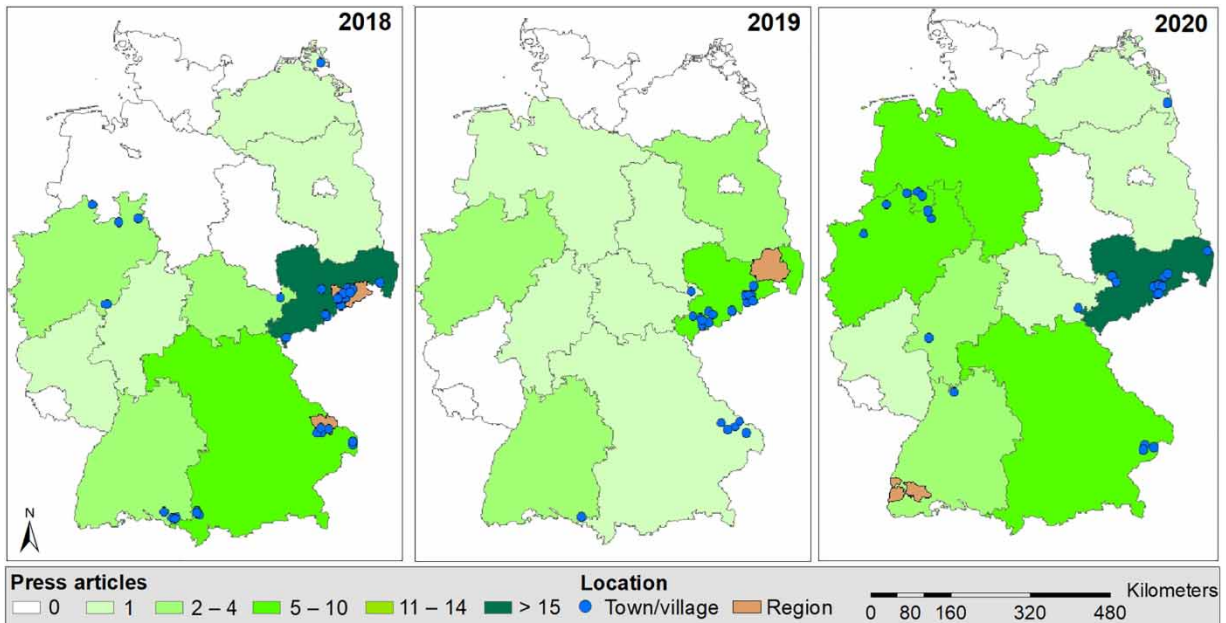 2018
2019
2020
N
Press articles
0
1
2 – 4
5 – 10
11 – 14
> 15
Location
Town/village
Region
Kilometers
0 80 160 320 480